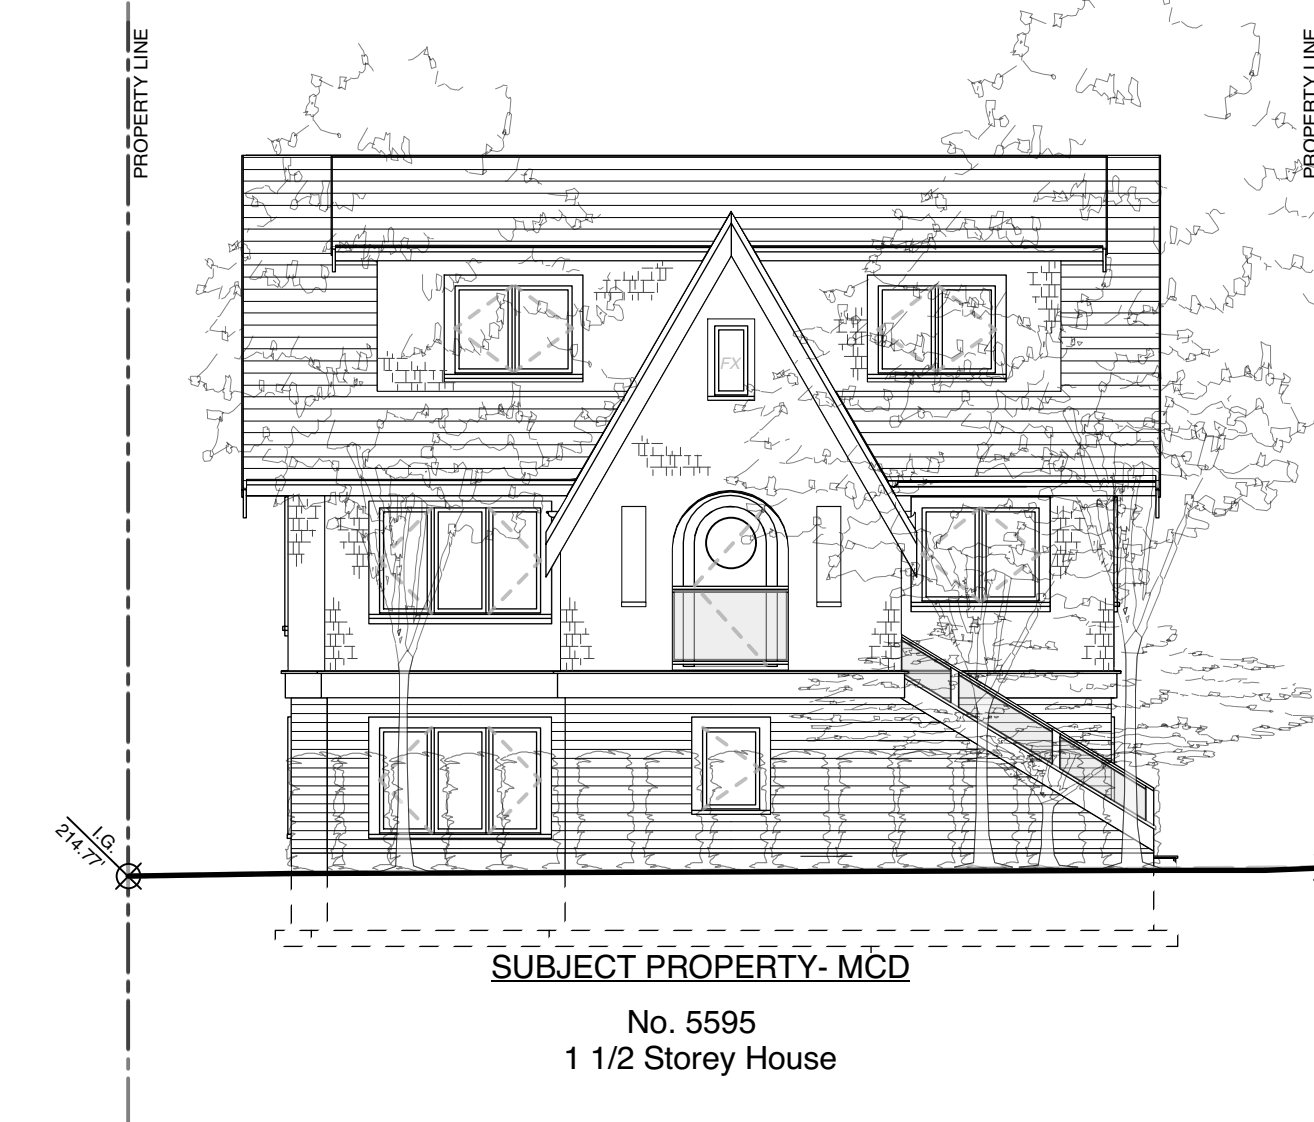 PROPERTY LINE
PROPERTY LINE
FX
I.G.
214.77'
SUBJECT PROPERTY- MCD
No. 5595
1 1/2 Storey House